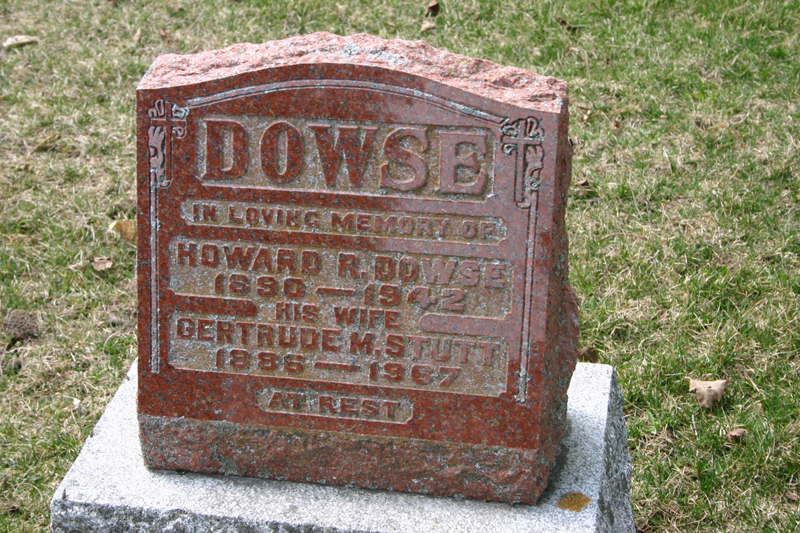 DOWSE
IN LOVING MEMORY OF
HOWARD R. DOWSE
1890 — 1942
HIS WIFE
GERTRUDE M. STUTT
1886 — 1967
AT REST